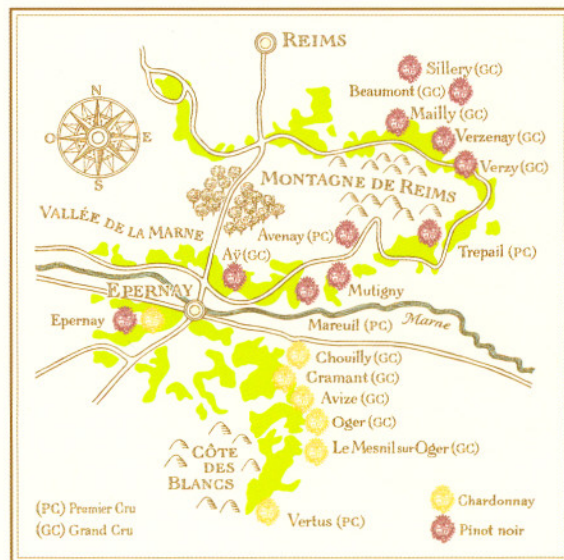 REIMS
Sillery (GC)
Beaumont (GC)
Mailly (GC)
Verzenay (GC)
Verzy (GC)
N
O
E
S
MONTAGNE DE REIMS
VALLÉE DE LA MARNE
Avenay (PC)
Trepail (PC)
Aÿ (GC)
Mutigny
EPERNAY
Epernay
Mareuil (PC)
Marne
Chouilly (GC)
Cramant (GC)
Avize (GC)
Oger (GC)
Le Mesnil sur Oger (GC)
CÔTE
DES
BLANCS
Vertus (PC)
(PC) Premier Cru
(GC) Grand Cru
Chardonnay
Pinot noir